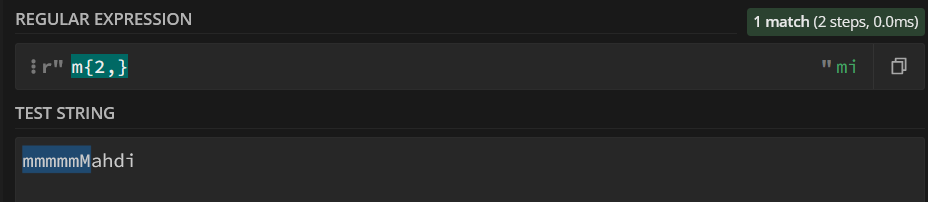 REGULAR EXPRESSION 1 match (2 steps, 0.0ms)
r" m{2,} " mi
TEST STRING
mmmmmMahdi